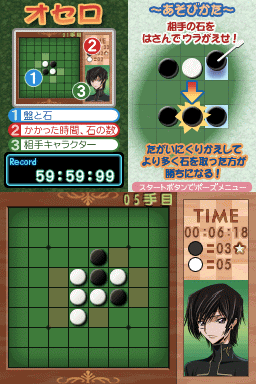 オセロ
①
②
③
①盤と石
②かかった時間、石の数
③相手キャラクター
Record
59:59:99
〜あそびかた〜
相手の石を
はさんでウラがえせ！
たがいにくりかえして
より多く石を取った方が
勝ちになる！
スタートボタンでポーズメニュー
05手目
TIME
00:06:18
=03
=02